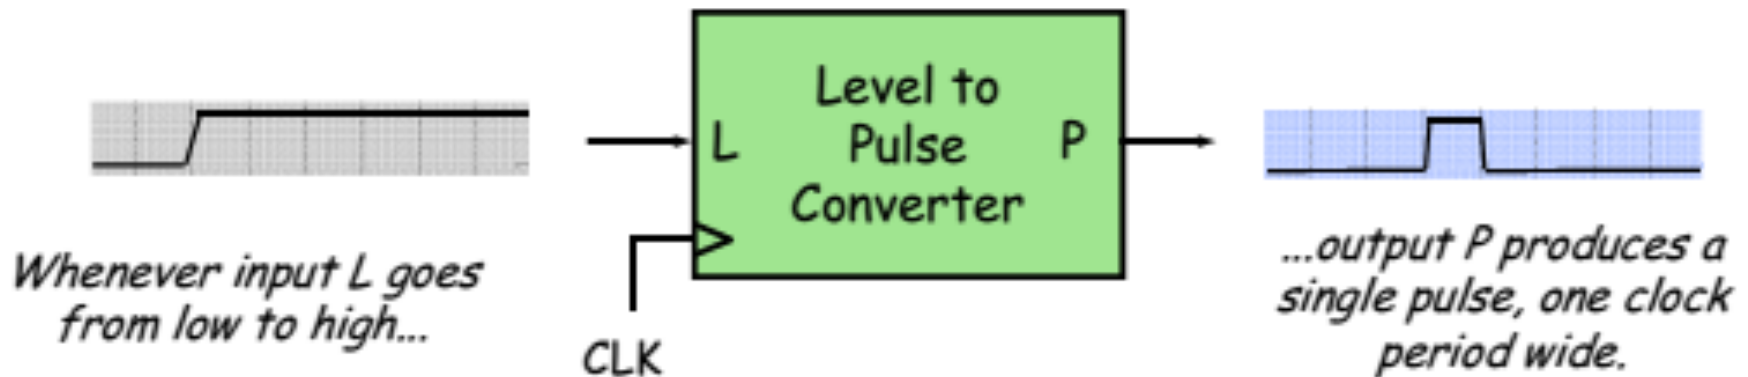 Whenever input L goes
from low to high...
Level to
Pulse
Converter
L
P
CLK
...output P produces a
single pulse, one clock
period wide.